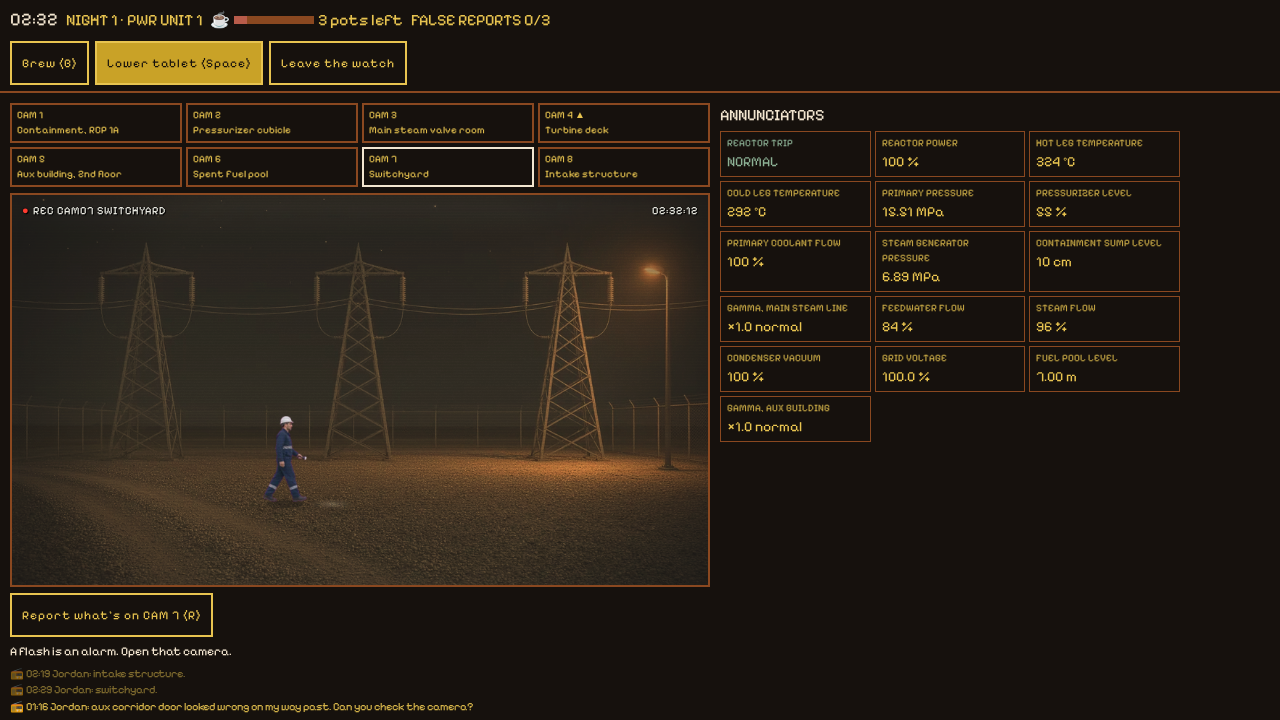 02:32 NIGHT 1 · PWR UNIT 1 ☕ 3 pots left FALSE REPORTS 0/3
Brew (B) Lower tablet (Space) Leave the watch
CAM 1
Containment, RCP 1A
CAM 2
Pressurizer cubicle
CAM 3
Main steam valve room
CAM 4 ▲
Turbine deck
CAM 5
Aux building, 2nd floor
CAM 6
Spent fuel pool
CAM 7
Switchyard
CAM 8
Intake structure
● REC CAM07 SWITCHYARD 02:32:12
Report what's on CAM 7 (R)
A flash is an alarm. Open that camera.
📻 02:19 Jordan: intake structure.
📻 02:29 Jordan: switchyard.
📻 01:16 Jordan: aux corridor door looked wrong on my way past. Can you check the camera?
ANNUNCIATORS
REACTOR TRIP
NORMAL
REACTOR POWER
100 %
HOT LEG TEMPERATURE
324 °C
COLD LEG TEMPERATURE
292 °C
PRIMARY PRESSURE
15.51 MPa
PRESSURIZER LEVEL
55 %
PRIMARY COOLANT FLOW
100 %
STEAM GENERATOR
PRESSURE
6.89 MPa
CONTAINMENT SUMP LEVEL
10 cm
GAMMA, MAIN STEAM LINE
×1.0 normal
FEEDWATER FLOW
84 %
STEAM FLOW
96 %
CONDENSER VACUUM
100 %
GRID VOLTAGE
100.0 %
FUEL POOL LEVEL
7.00 m
GAMMA, AUX BUILDING
×1.0 normal